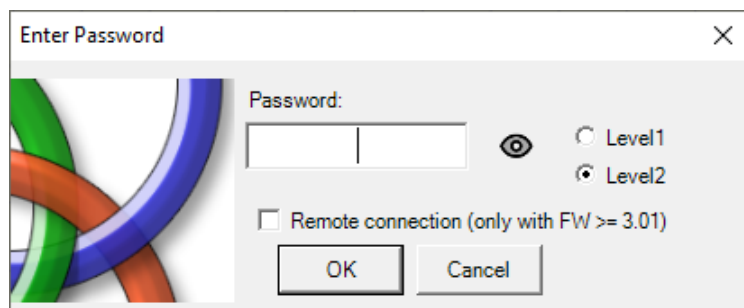 Enter Password
Password:
Level1
Level2
Remote connection (only with FW >= 3.01)
OK
Cancel